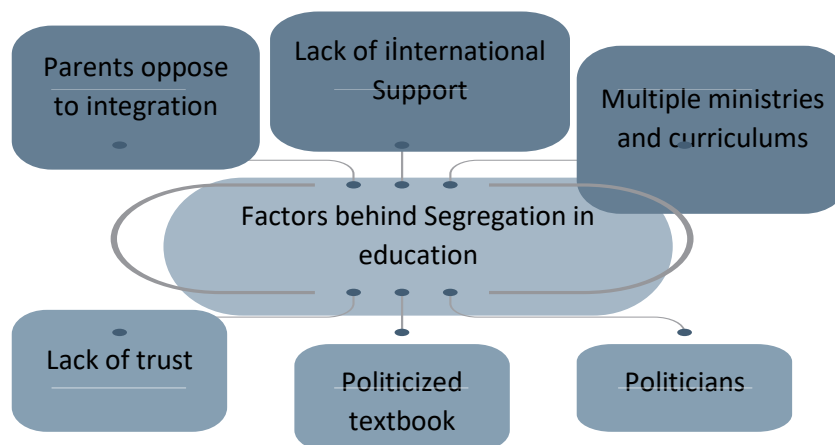 Parents oppose
to integration
Lack of iInternational
Support
Multiple ministries
and curriculums
Factors behind Segregation in
education
Lack of trust
Politicized
textbook
Politicians